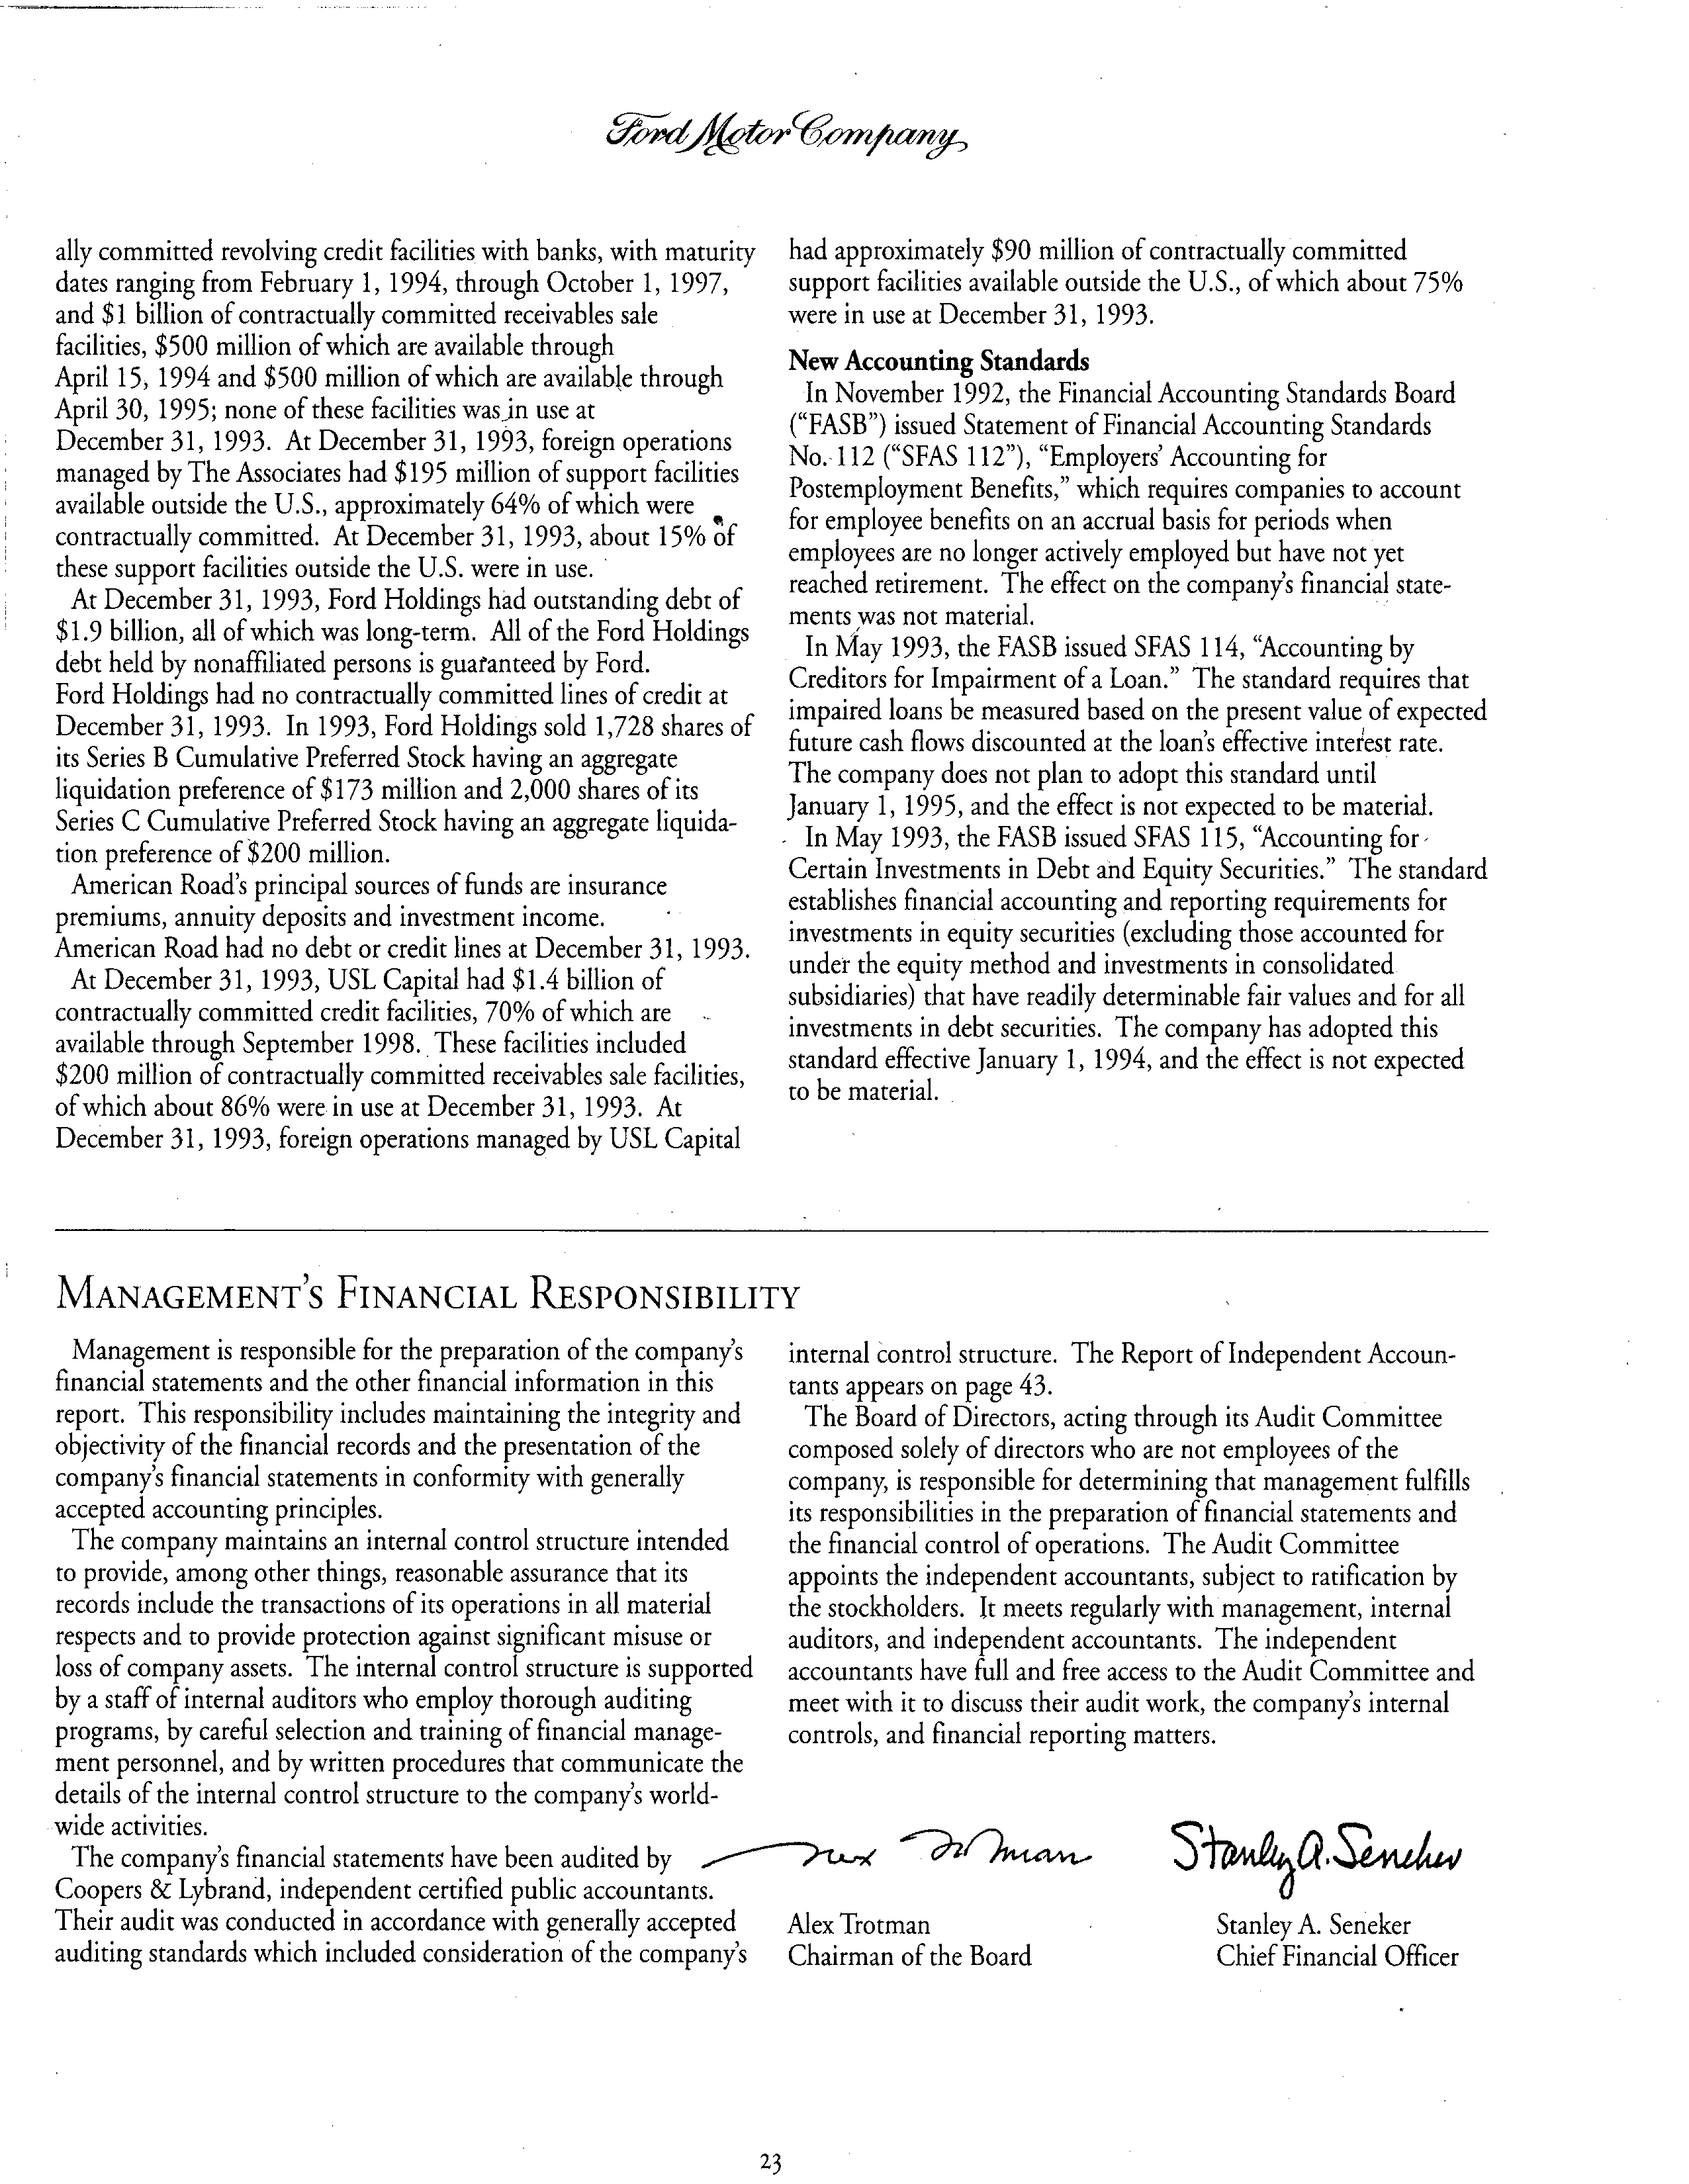 Ford Motor Company
ally committed revolving credit facilities with banks, with maturity
dates ranging from February 1, 1994, through October 1, 1997,
and $1 billion of contractually committed receivables sale
facilities, $500 million of which are available through
April 15, 1994 and $500 million of which are available through
April 30, 1995; none of these facilities was in use at
December 31, 1993. At December 31, 1993, foreign operations
managed by The Associates had $195 million of support facilities
available outside the U.S., approximately 64% of which were
contractually committed. At December 31, 1993, about 15% of
these support facilities outside the U.S. were in use.
At December 31, 1993, Ford Holdings had outstanding debt of
$1.9 billion, all of which was long-term. All of the Ford Holdings
debt held by nonaffiliated persons is guaranteed by Ford.
Ford Holdings had no contractually committed lines of credit at
December 31, 1993. In 1993, Ford Holdings sold 1,728 shares of
its Series B Cumulative Preferred Stock having an aggregate
liquidation preference of $173 million and 2,000 shares of its
Series C Cumulative Preferred Stock having an aggregate liquida-
tion preference of $200 million.
American Road's principal sources of funds are insurance
premiums, annuity deposits and investment income.
American Road had no debt or credit lines at December 31, 1993.
At December 31, 1993, USL Capital had $1.4 billion of
contractually committed credit facilities, 70% of which are
available through September 1998. These facilities included
$200 million of contractually committed receivables sale facilities,
of which about 86% were in use at December 31, 1993. At
December 31, 1993, foreign operations managed by USL Capital
had approximately $90 million of contractually committed
support facilities available outside the U.S., of which about 75%
were in use at December 31, 1993.
New Accounting Standards
In November 1992, the Financial Accounting Standards Board
("FASB") issued Statement of Financial Accounting Standards
No. 112 ("SFAS 112"), "Employers' Accounting for
Postemployment Benefits," which requires companies to account
for employee benefits on an accrual basis for periods when
employees are no longer actively employed but have not yet
reached retirement. The effect on the company's financial state-
ments was not material.
In May 1993, the FASB issued SFAS 114, "Accounting by
Creditors for Impairment of a Loan." The standard requires that
impaired loans be measured based on the present value of expected
future cash flows discounted at the loan's effective interest rate.
The company does not plan to adopt this standard until
January 1, 1995, and the effect is not expected to be material.
In May 1993, the FASB issued SFAS 115, "Accounting for
Certain Investments in Debt and Equity Securities." The standard
establishes financial accounting and reporting requirements for
investments in equity securities (excluding those accounted for
under the equity method and investments in consolidated
subsidiaries) that have readily determinable fair values and for all
investments in debt securities. The company has adopted this
standard effective January 1, 1994, and the effect is not expected
to be material.
MANAGEMENT'S FINANCIAL RESPONSIBILITY
Management is responsible for the preparation of the company's
financial statements and the other financial information in this
report. This responsibility includes maintaining the integrity and
objectivity of the financial records and the presentation of the
company's financial statements in conformity with generally
accepted accounting principles.
The company maintains an internal control structure intended
to provide, among other things, reasonable assurance that its
records include the transactions of its operations in all material
respects and to provide protection against significant misuse or
loss of company assets. The internal control structure is supported
by a staff of internal auditors who employ thorough auditing
programs, by careful selection and training of financial manage-
ment personnel, and by written procedures that communicate the
details of the internal control structure to the company's world-
wide activities.
The company's financial statements have been audited by
Coopers & Lybrand, independent certified public accountants.
Their audit was conducted in accordance with generally accepted
auditing standards which included consideration of the company's
internal control structure. The Report of Independent Accoun-
tants appears on page 43.
The Board of Directors, acting through its Audit Committee
composed solely of directors who are not employees of the
company, is responsible for determining that management fulfills
its responsibilities in the preparation of financial statements and
the financial control of operations. The Audit Committee
appoints the independent accountants, subject to ratification by
the stockholders. It meets regularly with management, internal
auditors, and independent accountants. The independent
accountants have full and free access to the Audit Committee and
meet with it to discuss their audit work, the company's internal
controls, and financial reporting matters.
Alex Trotman Stanley A. Seneker
Alex Trotman
Chairman of the Board
Stanley A. Seneker
Chief Financial Officer
23